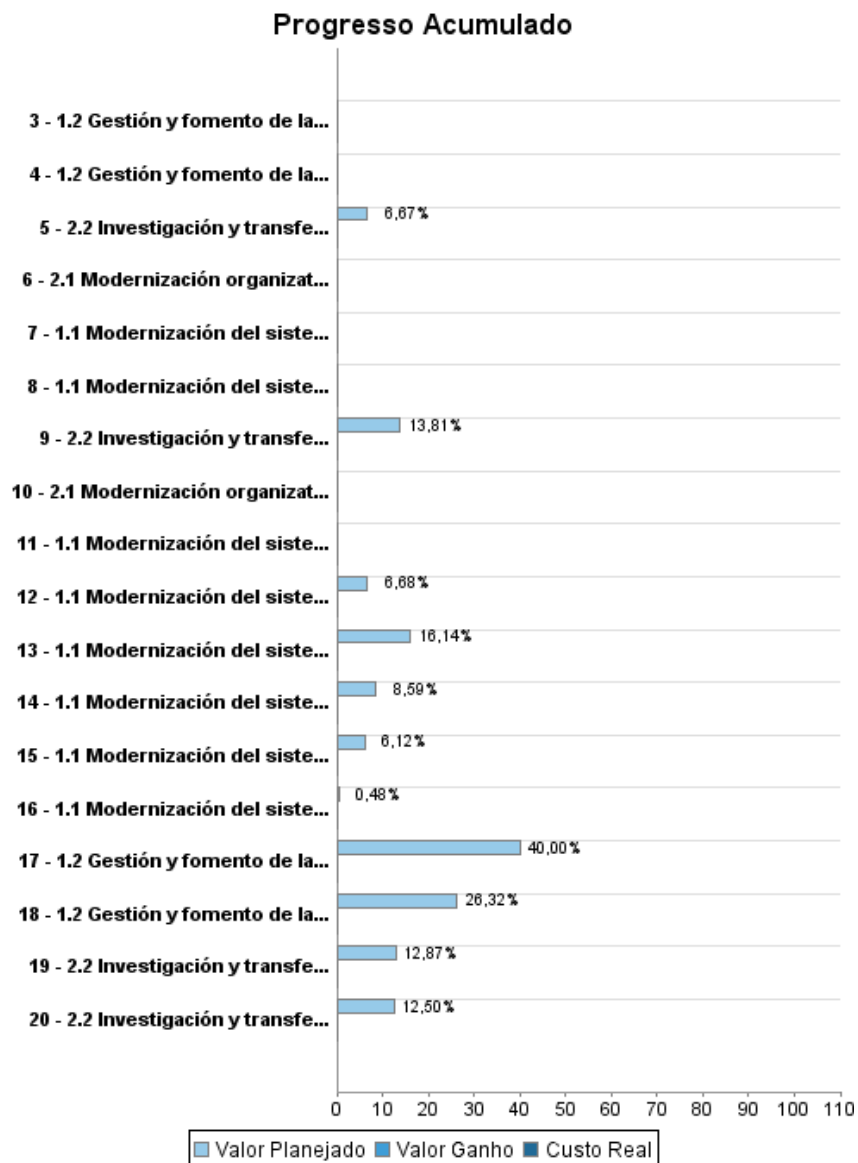 Progresso Acumulado
3 - 1.2 Gestión y fomento de la...
4 - 1.2 Gestión y fomento de la...
5 - 2.2 Investigación y transfe... 6,67%
6 - 2.1 Modernización organizat...
7 - 1.1 Modernización del siste...
8 - 1.1 Modernización del siste...
9 - 2.2 Investigación y transfe... 13,81%
10 - 2.1 Modernización organizat...
11 - 1.1 Modernización del siste...
12 - 1.1 Modernización del siste... 6,68%
13 - 1.1 Modernización del siste... 16,14%
14 - 1.1 Modernización del siste... 8,59%
15 - 1.1 Modernización del siste... 6,12%
16 - 1.1 Modernización del siste... 0,48%
17 - 1.2 Gestión y fomento de la... 40,00%
18 - 1.2 Gestión y fomento de la... 26,32%
19 - 2.2 Investigación y transfe... 12,87%
20 - 2.2 Investigación y transfe... 12,50%
0 10 20 30 40 50 60 70 80 90 100 110
Valor Planejado Valor Ganho Custo Real